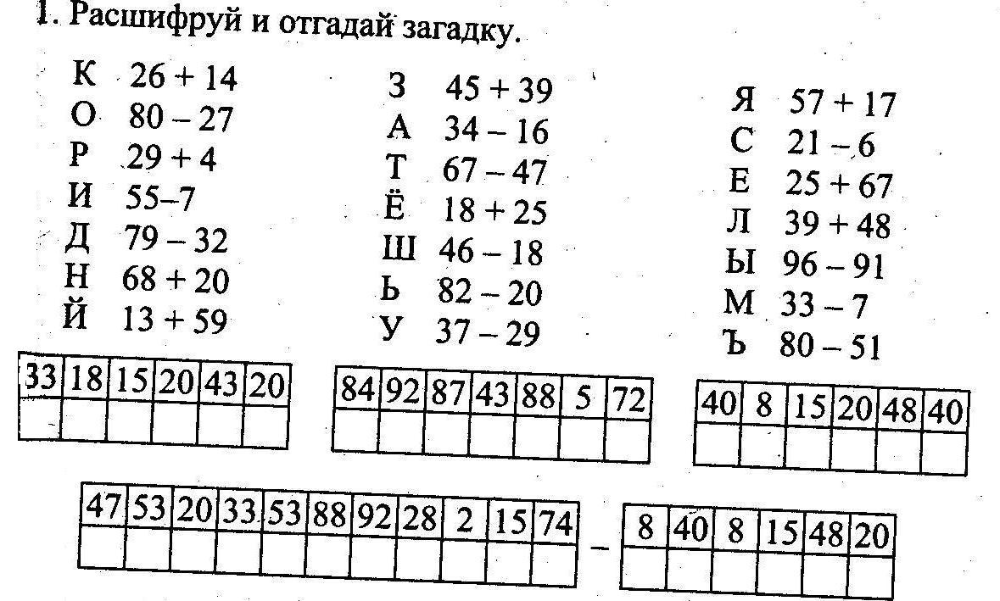 1. Расшифруй и отгадай загадку.
К 26 + 14 З 45 + 39 Я 57 + 17
О 80 – 27 А 34 – 16 С 21 – 6
Р 29 + 4 Т 67 – 47 Е 25 + 67
И 55–7 Ё 18 + 25 Л 39 + 48
Д 79 – 32 Ш 46 – 18 Ы 96 – 91
Н 68 + 20 Ь 82 – 20 М 33 – 7
Й 13 + 59 У 37 – 29 Ъ 80 – 51
33 18 15 20 43 20 84 92 87 43 88 5 72 40 8 15 20 48 40
47 53 20 33 53 88 92 28 2 15 74 – 8 40 8 15 48 20